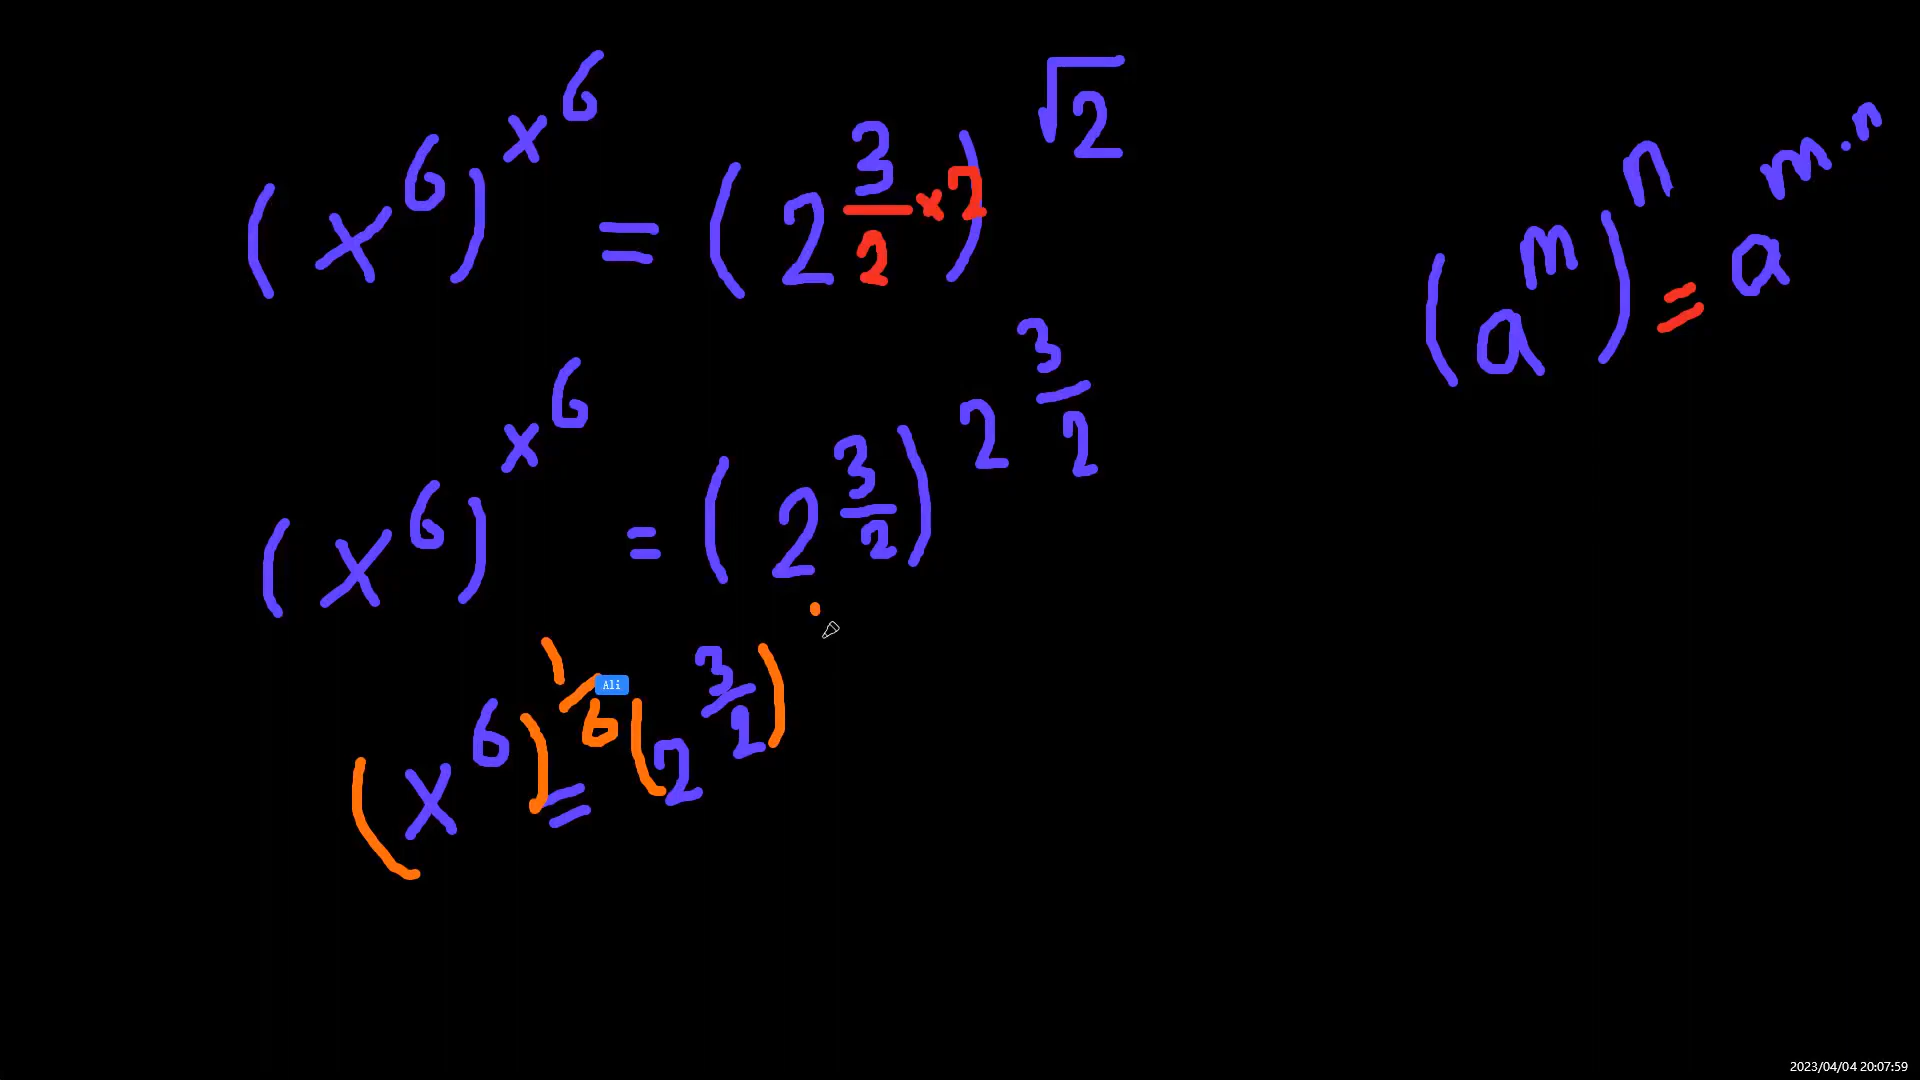 (x^6)^x^6 = (2^3/2 × 2)^√2
(a^m)^n = a^m·n
(x^6)^x^6 = (2^3/2)^2^3/2
(x^6)^1/6 = (2^3/2)
Ali
2023/04/04 20:07:59